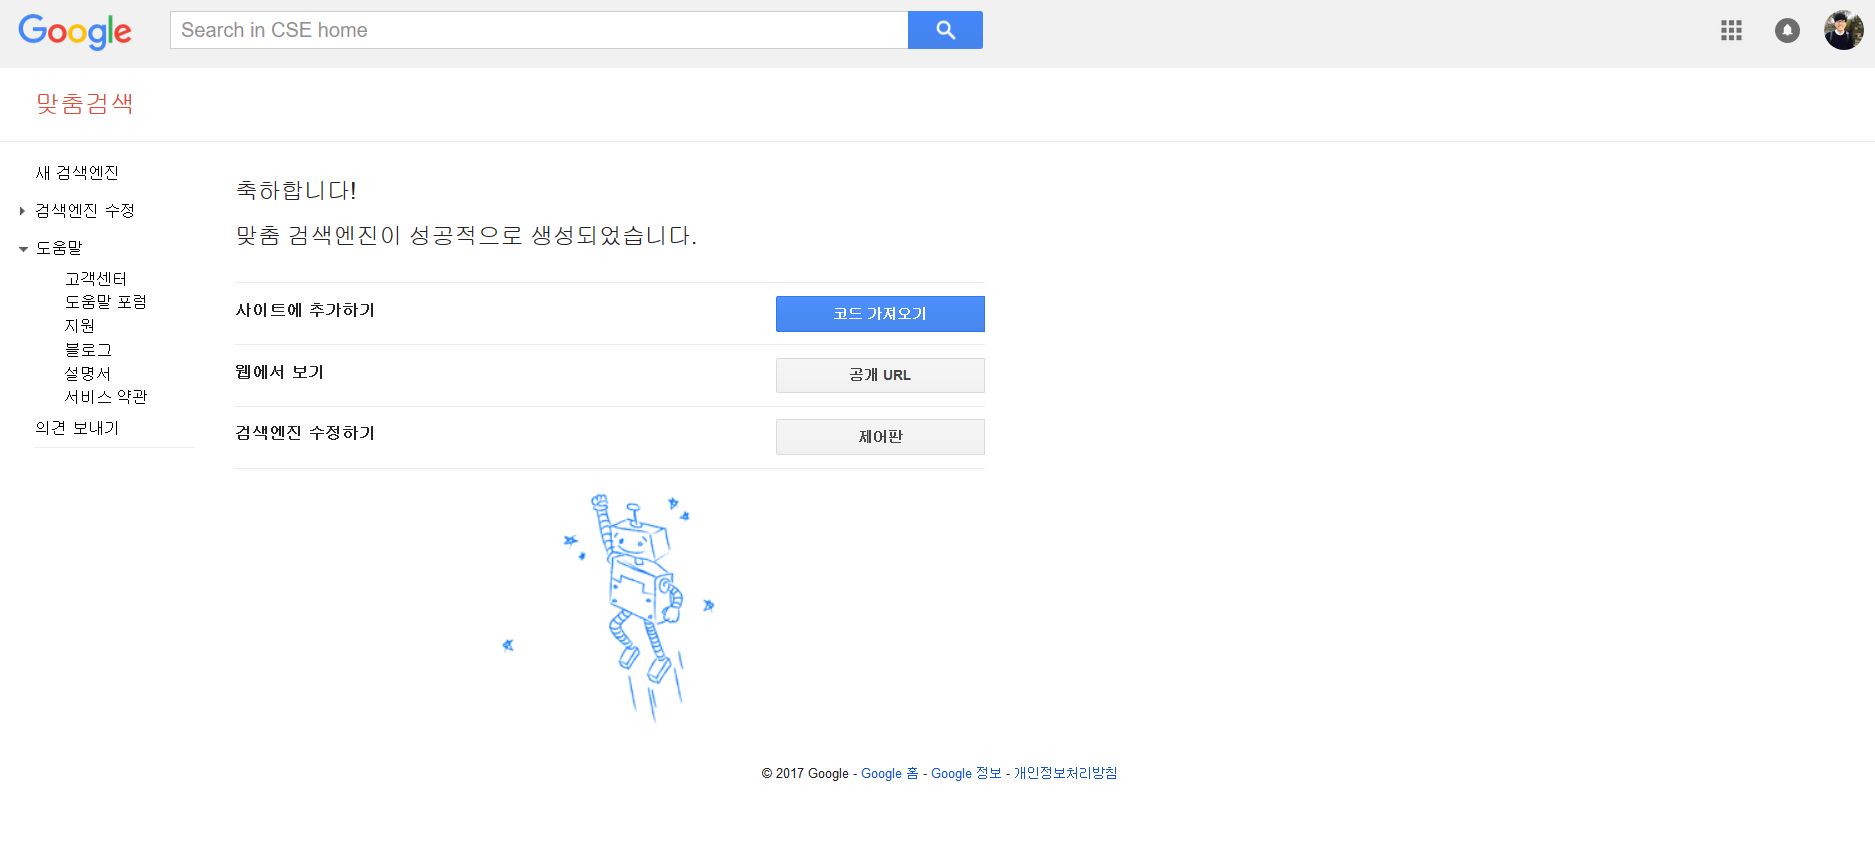 Google
Search in CSE home
맞춤검색
새 검색엔진
검색엔진 수정
도움말
고객센터
도움말 포럼
지원
블로그
설명서
서비스 약관
의견 보내기
축하합니다!
맞춤 검색엔진이 성공적으로 생성되었습니다.
사이트에 추가하기
코드 가져오기
웹에서 보기
공개 URL
검색엔진 수정하기
제어판
© 2017 Google - Google 홈 - Google 정보 - 개인정보처리방침